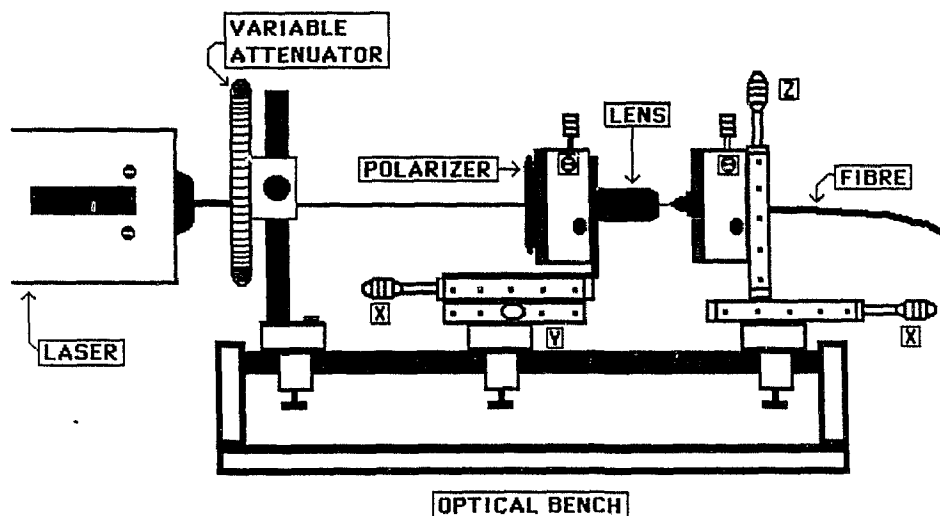 VARIABLE
ATTENUATOR
Z
LENS
POLARIZER
FIBRE
X
Y
X
LASER
OPTICAL BENCH